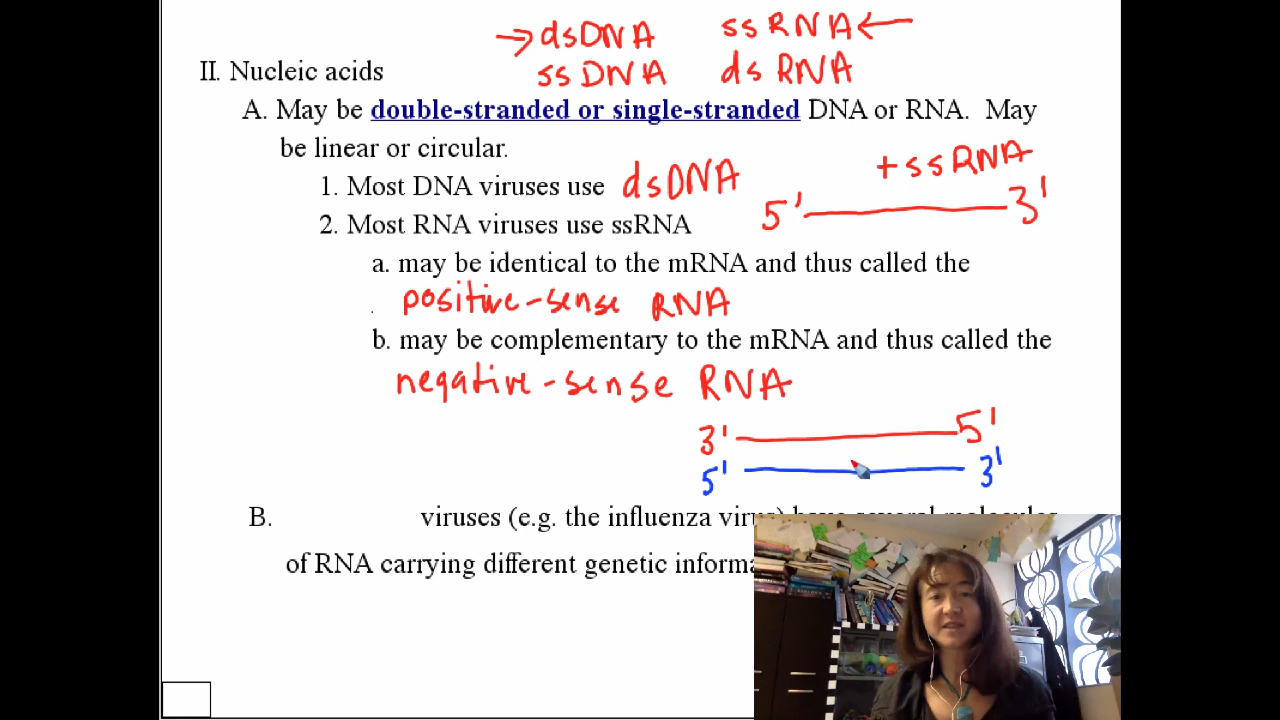 → dsDNA ssRNA ←
II. Nucleic acids ssDNA dsRNA
A. May be double-stranded or single-stranded DNA or RNA. May
be linear or circular.
+ssRNA
1. Most DNA viruses use dsDNA
5' 3'
2. Most RNA viruses use ssRNA
a. may be identical to the mRNA and thus called the
. positive-sense RNA
b. may be complementary to the mRNA and thus called the
negative-sense RNA
3' 5'
5' 3'
B. viruses (e.g. the influenza virus) have several molecules
of RNA carrying different genetic